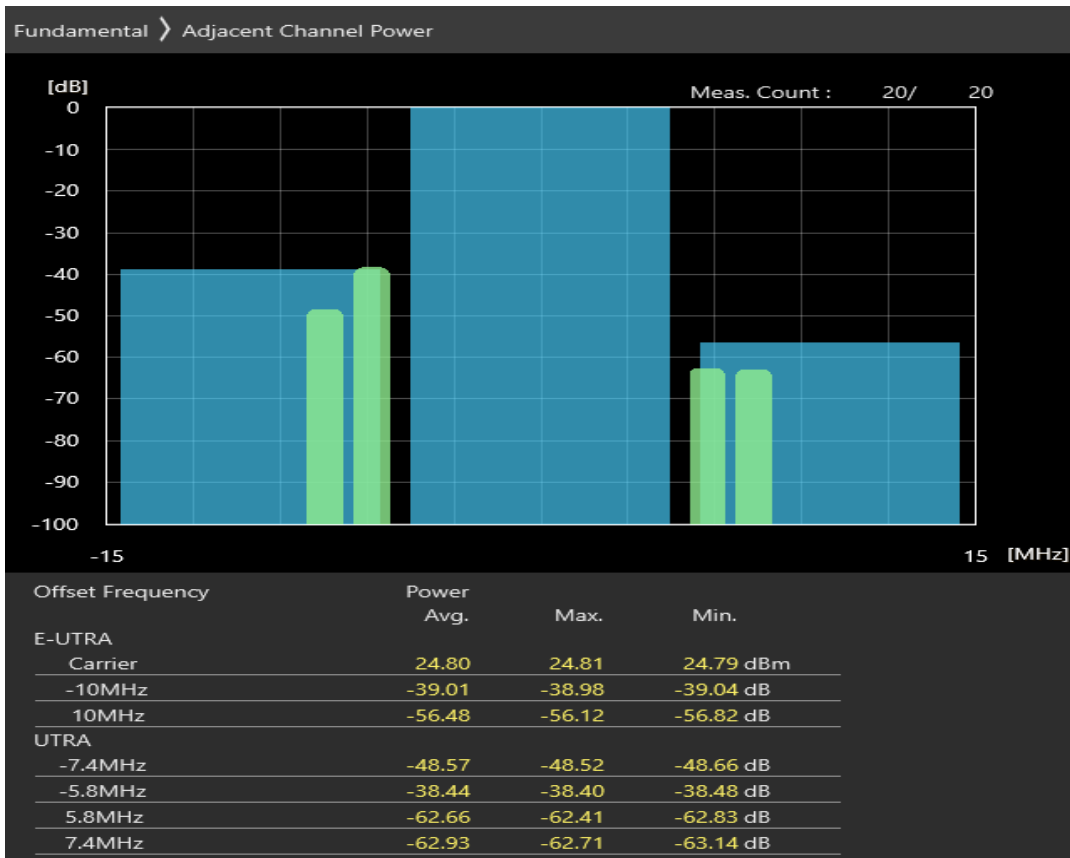 Fundamental 〉 Adjacent Channel Power
[dB]
Meas. Count : 20/ 20
0
-10
-20
-30
-40
-50
-60
-70
-80
-90
-100
-15 15 [MHz]
Offset Frequency Power
Avg. Max. Min.
E-UTRA
Carrier 24.80 24.81 24.79 dBm
-10MHz -39.01 -38.98 -39.04 dB
10MHz -56.48 -56.12 -56.82 dB
UTRA
-7.4MHz -48.57 -48.52 -48.66 dB
-5.8MHz -38.44 -38.40 -38.48 dB
5.8MHz -62.66 -62.41 -62.83 dB
7.4MHz -62.93 -62.71 -63.14 dB